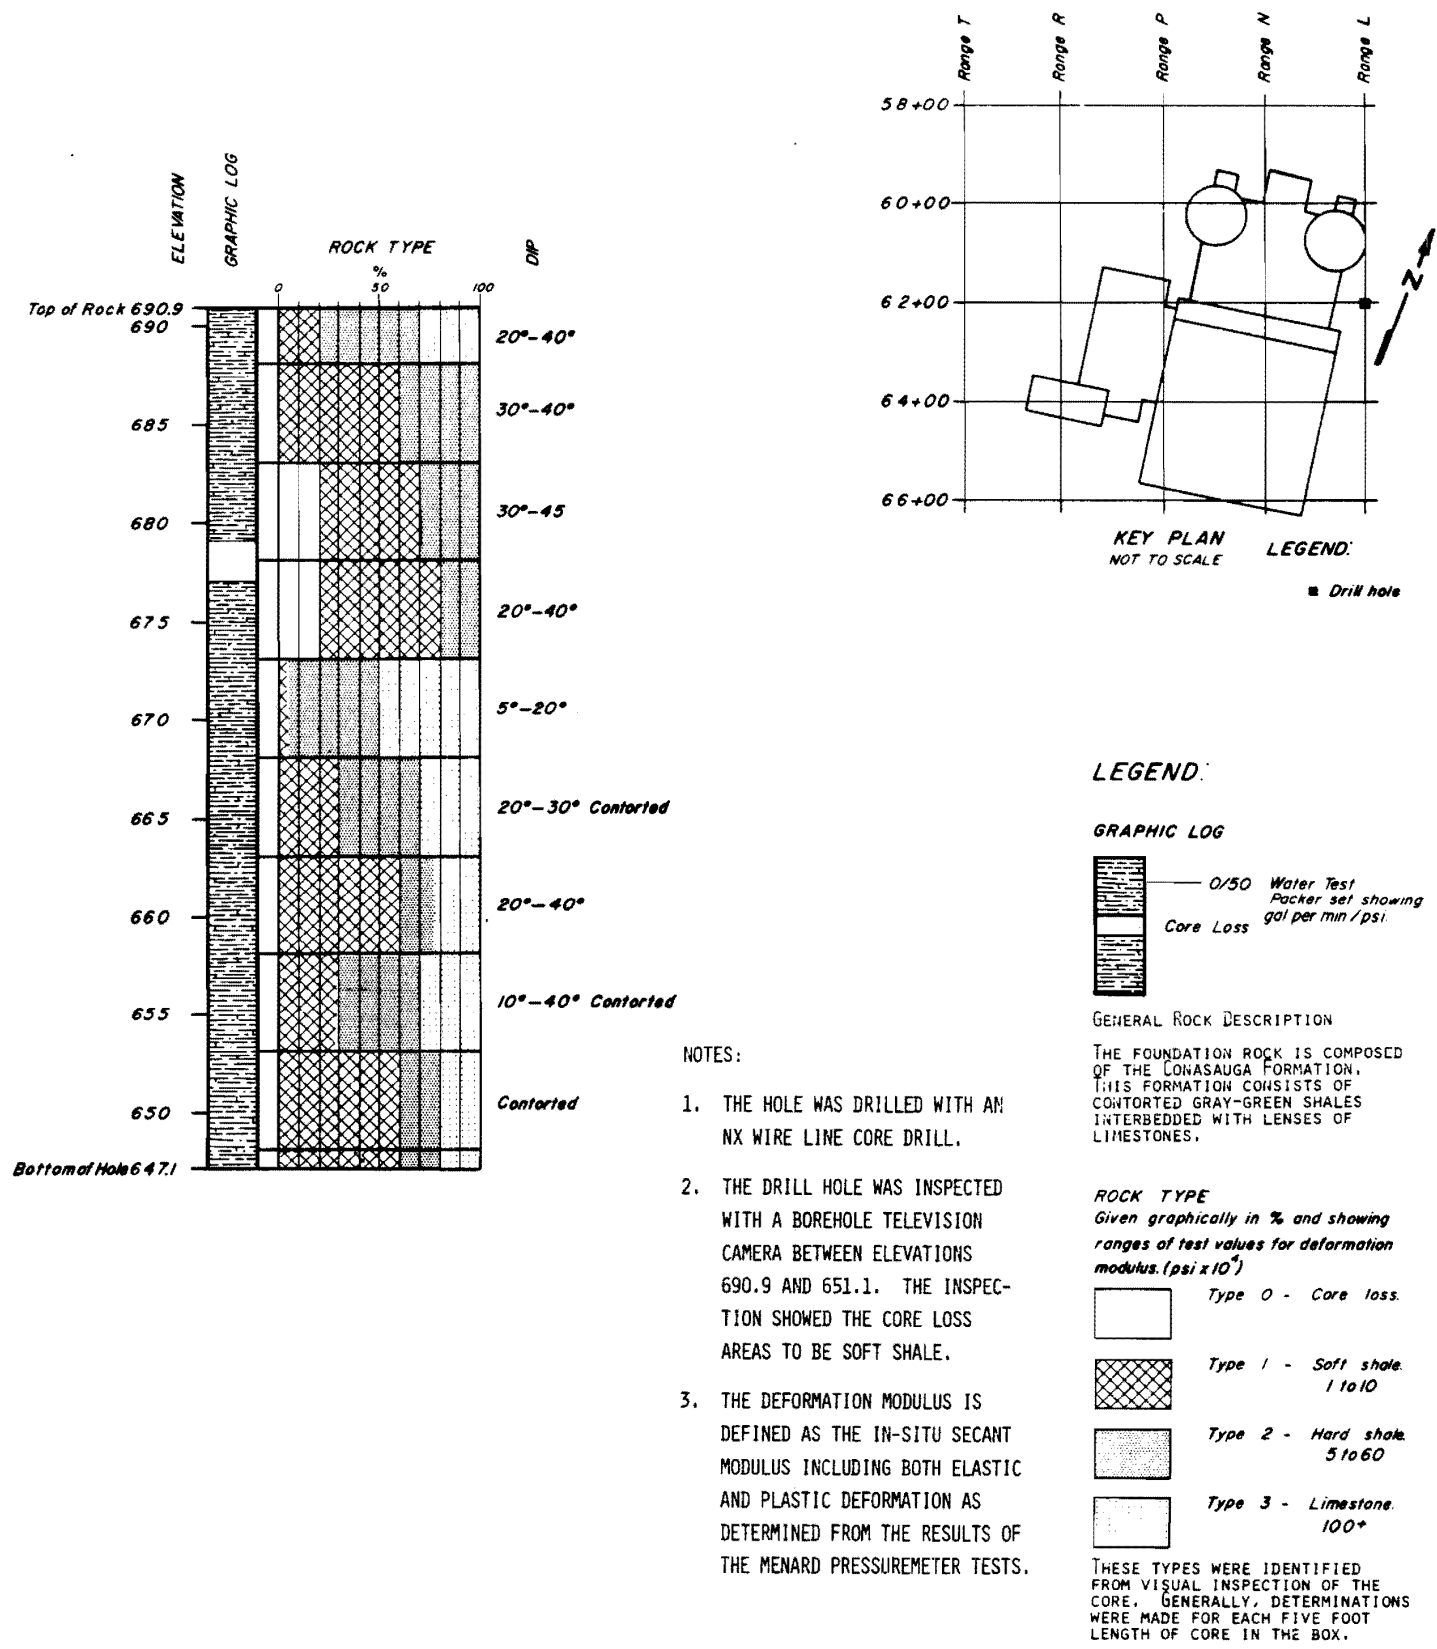 Range T
Range R
Range P
Range N
Range L
58+00
60+00
62+00
64+00
66+00
N
KEY PLAN
NOT TO SCALE
LEGEND:
Drill hole
ELEVATION
GRAPHIC LOG
ROCK TYPE
%
DIP
0 50 100
Top of Rock 690.9
690
685
680
675
670
665
660
655
650
Bottom of Hole 647.1
20°-40°
30°-40°
30°-45
20°-40°
5°-20°
20°-30° Contorted
20°-40°
10°-40° Contorted
Contorted
NOTES:
1. THE HOLE WAS DRILLED WITH AN
NX WIRE LINE CORE DRILL.
2. THE DRILL HOLE WAS INSPECTED
WITH A BOREHOLE TELEVISION
CAMERA BETWEEN ELEVATIONS
690.9 AND 651.1. THE INSPEC-
TION SHOWED THE CORE LOSS
AREAS TO BE SOFT SHALE.
3. THE DEFORMATION MODULUS IS
DEFINED AS THE IN-SITU SECANT
MODULUS INCLUDING BOTH ELASTIC
AND PLASTIC DEFORMATION AS
DETERMINED FROM THE RESULTS OF
THE MENARD PRESSUREMETER TESTS.
LEGEND:
GRAPHIC LOG
0/50 Water Test
Packer set showing
gal per min/psi.
Core Loss
GENERAL ROCK DESCRIPTION
THE FOUNDATION ROCK IS COMPOSED
OF THE CONASAUGA FORMATION.
THIS FORMATION CONSISTS OF
CONTORTED GRAY-GREEN SHALES
INTERBEDDED WITH LENSES OF
LIMESTONES.
ROCK TYPE
Given graphically in % and showing
ranges of test values for deformation
modulus. (psi x 10⁴)
Type 0 - Core loss.
Type 1 - Soft shale.
1 to 10
Type 2 - Hard shale.
5 to 60
Type 3 - Limestone.
100+
THESE TYPES WERE IDENTIFIED
FROM VISUAL INSPECTION OF THE
CORE. GENERALLY, DETERMINATIONS
WERE MADE FOR EACH FIVE FOOT
LENGTH OF CORE IN THE BOX.